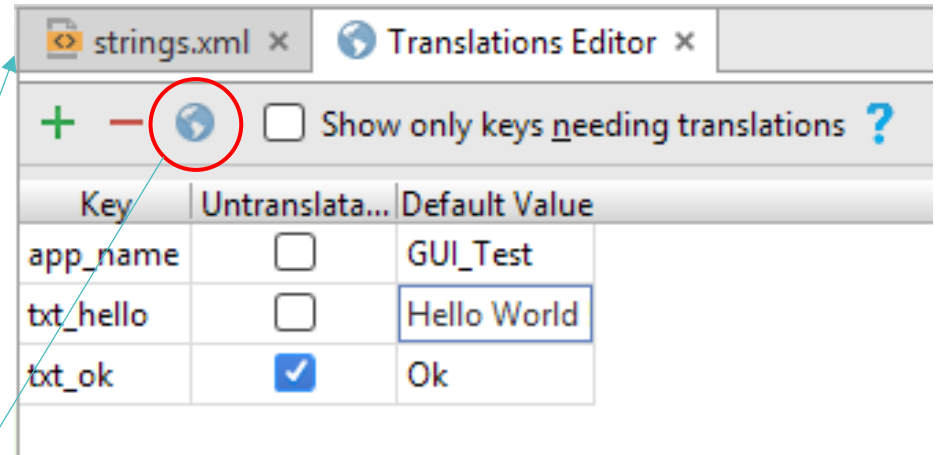 strings.xml × Translations Editor ×
+ − Show only keys needing translations ?
Key Untranslata... Default Value
app_name GUI_Test
txt_hello Hello World
txt_ok Ok